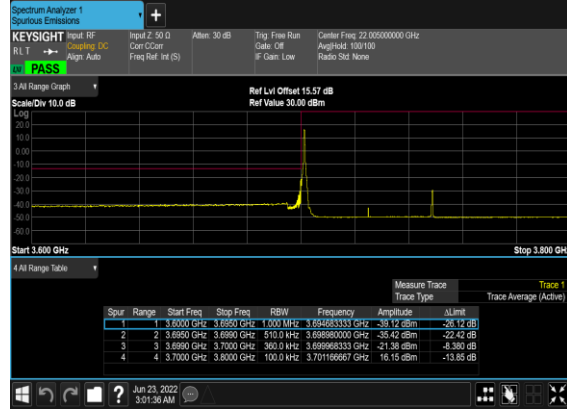 Spectrum Analyzer 1
Spurious Emissions
KEYSIGHT Input: RF Input Z: 50 Ω Atten: 30 dB Trig: Free Run Center Freq: 22.005000000 GHz
RLT Coupling: DC Corr CCorr Gate: Off Avg|Hold: 100/100
Align: Auto Freq Ref: Int (S) IF Gain: Low Radio Std: None
PASS
3 All Range Graph
Ref Lvl Offset 15.57 dB
Scale/Div 10.0 dB Ref Value 30.00 dBm
Log
20.0
10.0
0.00
-10.0
-20.0
-30.0
-40.0
-50.0
-60.0
Start 3.600 GHz Stop 3.800 GHz
4 All Range Table
Measure Trace Trace 1
Trace Type Trace Average (Active)
Spur Range Start Freq Stop Freq RBW Frequency Amplitude ΔLimit
1 1 3.6000 GHz 3.6950 GHz 1.000 MHz 3.694683333 GHz -39.12 dBm -26.12 dB
2 2 3.6950 GHz 3.6990 GHz 510.0 kHz 3.698980000 GHz -35.42 dBm -22.42 dB
3 3 3.6990 GHz 3.7000 GHz 360.0 kHz 3.699968333 GHz -21.38 dBm -8.380 dB
4 4 3.7000 GHz 3.8000 GHz 100.0 kHz 3.701166667 GHz 16.15 dBm -13.85 dB
? Jun 23, 2022
3:01:36 AM